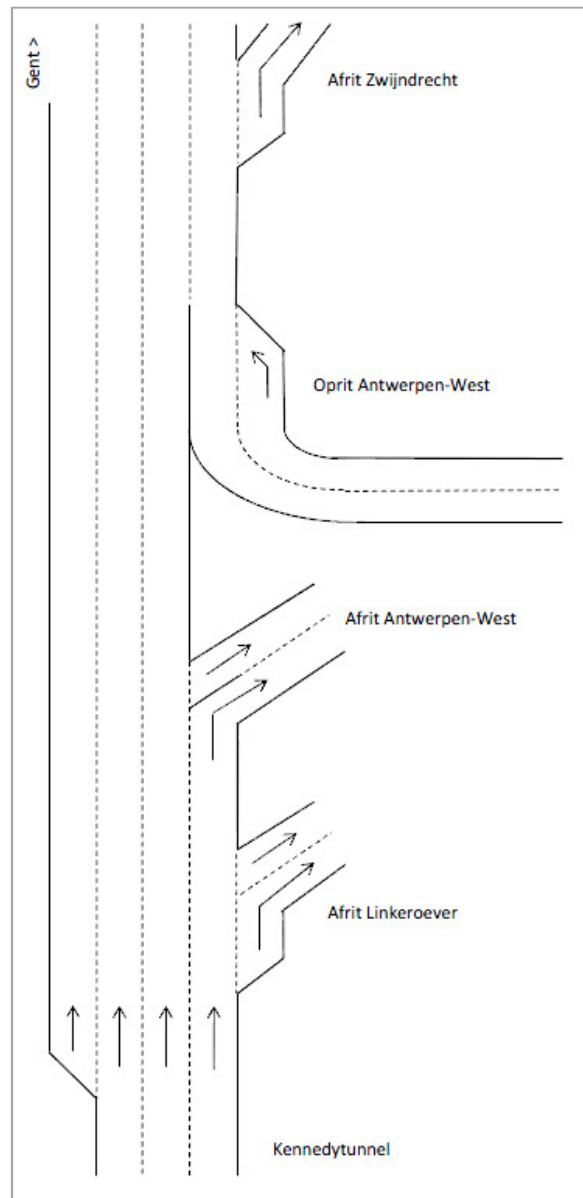 Gent >
Afrit Zwijndrecht
Oprit Antwerpen-West
Afrit Antwerpen-West
Afrit Linkeroever
Kennedytunnel